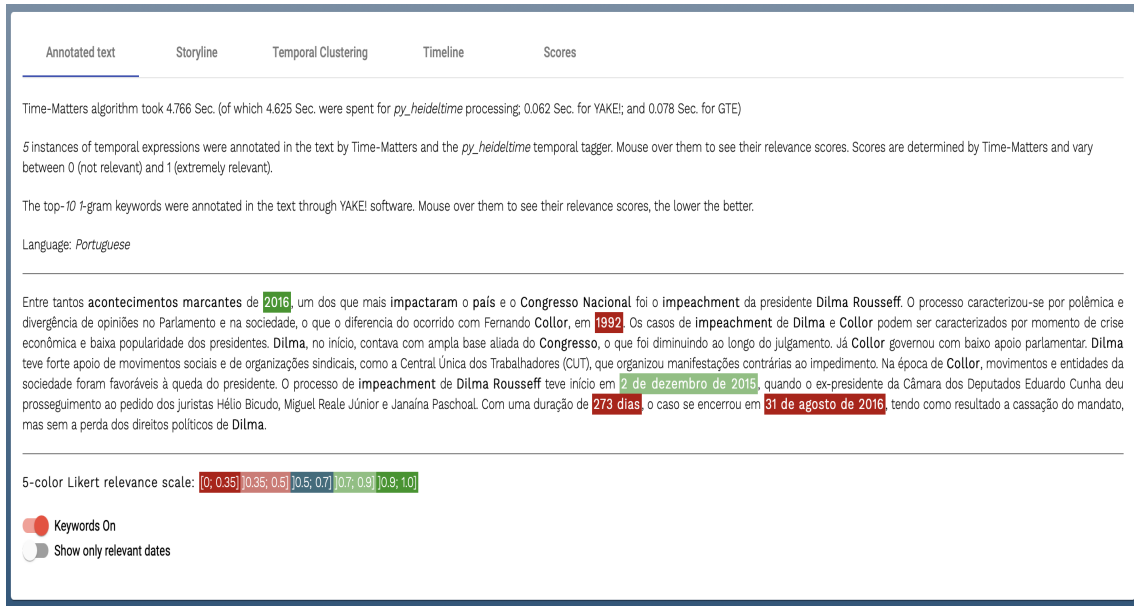 Annotated text Storyline Temporal Clustering Timeline Scores
Time-Matters algorithm took 4.766 Sec. (of which 4.625 Sec. were spent for py_heideltime processing; 0.062 Sec. for YAKE!; and 0.078 Sec. for GTE)
5 instances of temporal expressions were annotated in the text by Time-Matters and the py_heideltime temporal tagger. Mouse over them to see their relevance scores. Scores are determined by Time-Matters and vary
between 0 (not relevant) and 1 (extremely relevant).
The top-10 1-gram keywords were annotated in the text through YAKE! software. Mouse over them to see their relevance scores, the lower the better.
Language: Portuguese
Entre tantos acontecimentos marcantes de 2016, um dos que mais impactaram o país e o Congresso Nacional foi o impeachment da presidente Dilma Rousseff. O processo caracterizou-se por polêmica e
divergência de opiniões no Parlamento e na sociedade, o que o diferencia do ocorrido com Fernando Collor, em 1992. Os casos de impeachment de Dilma e Collor podem ser caracterizados por momento de crise
econômica e baixa popularidade dos presidentes. Dilma, no início, contava com ampla base aliada do Congresso, o que foi diminuindo ao longo do julgamento. Já Collor governou com baixo apoio parlamentar. Dilma
teve forte apoio de movimentos sociais e de organizações sindicais, como a Central Única dos Trabalhadores (CUT), que organizou manifestações contrárias ao impedimento. Na época de Collor, movimentos e entidades da
sociedade foram favoráveis à queda do presidente. O processo de impeachment de Dilma Rousseff teve início em 2 de dezembro de 2015, quando o ex-presidente da Câmara dos Deputados Eduardo Cunha deu
prosseguimento ao pedido dos juristas Hélio Bicudo, Miguel Reale Júnior e Janaína Paschoal. Com uma duração de 273 dias, o caso se encerrou em 31 de agosto de 2016, tendo como resultado a cassação do mandato,
mas sem a perda dos direitos políticos de Dilma.
5-color Likert relevance scale: [0; 0.35] ]0.35; 0.5] ]0.5; 0.7] ]0.7; 0.9] ]0.9; 1.0]
Keywords On
Show only relevant dates